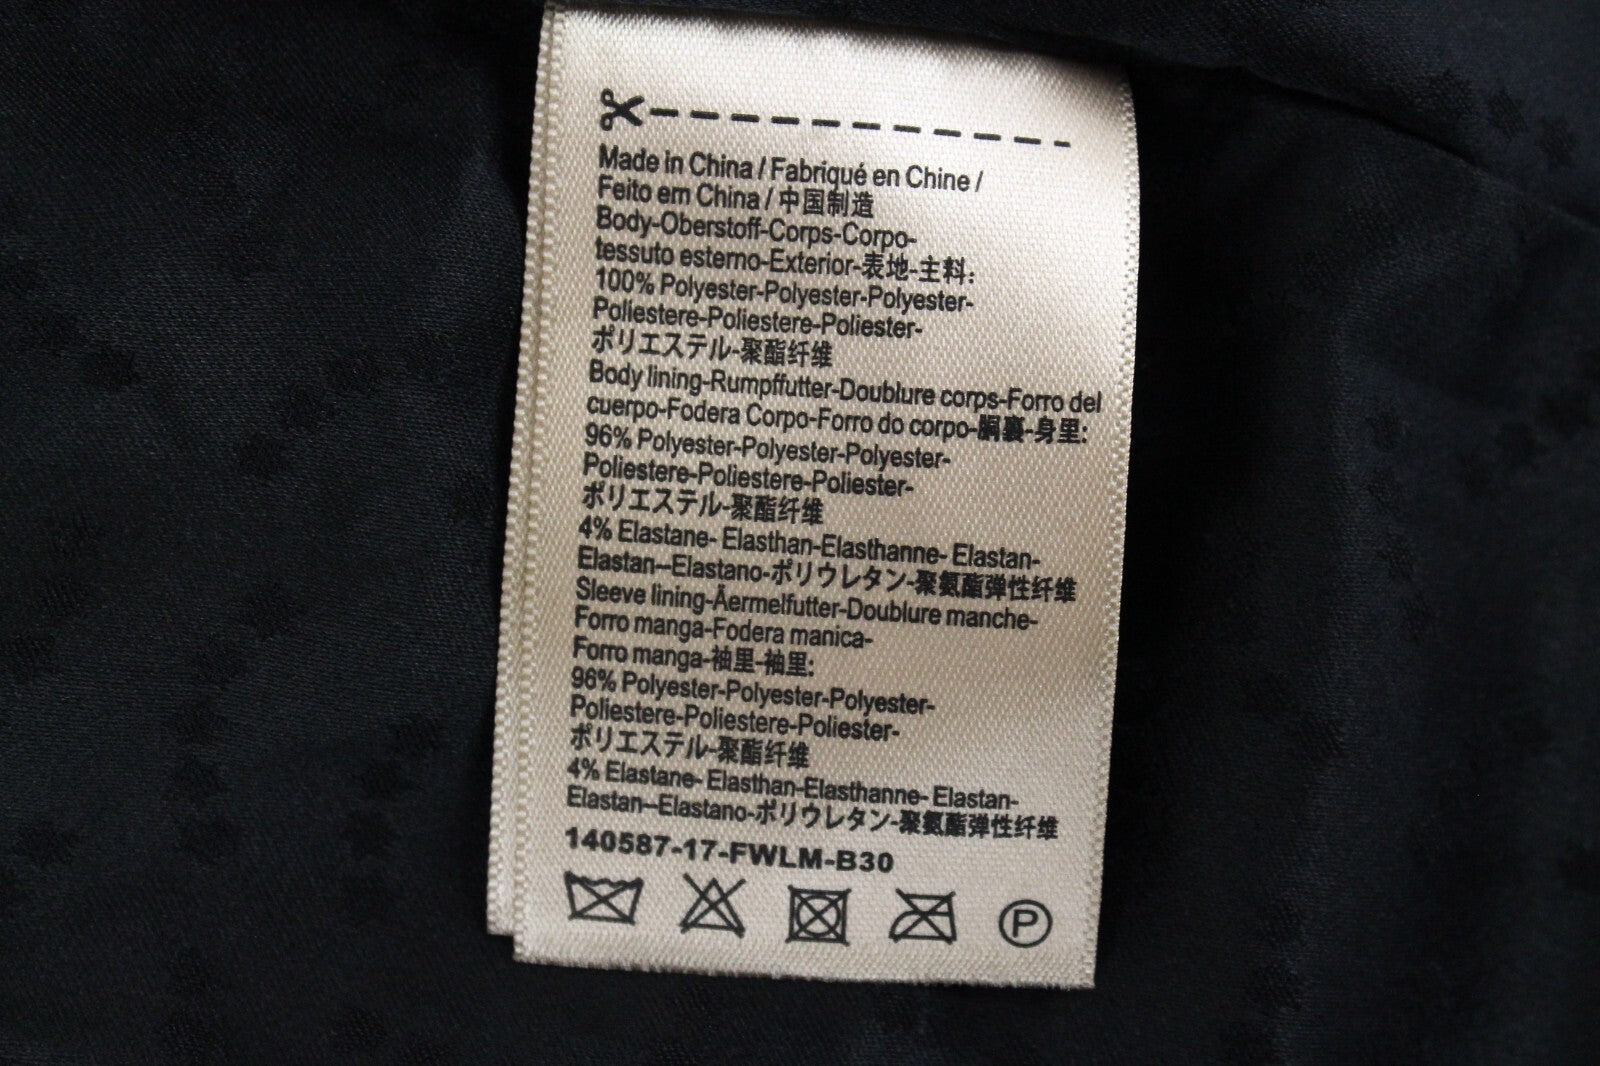 Made in China / Fabriqué en Chine /
Feito em China / 中国制造
Body-Oberstoff-Corps-Corpo-
tessuto esterno-Exterior-表地-主料:
100% Polyester-Polyester-Polyester-
Poliestere-Poliestere-Poliester-
ポリエステル-聚酯纤维
Body lining-Rumpffutter-Doublure corps-Forro del
cuerpo-Fodera Corpo-Forro do corpo-胴裏-身里:
96% Polyester-Polyester-Polyester-
Poliestere-Poliestere-Poliester-
ポリエステル-聚酯纤维
4% Elastane- Elasthan-Elasthanne- Elastan-
Elastan--Elastano-ポリウレタン-聚氨酯弹性纤维
Sleeve lining-Äermelfutter-Doublure manche-
Forro manga-Fodera manica-
Forro manga-袖里-袖里:
96% Polyester-Polyester-Polyester-
Poliestere-Poliestere-Poliester-
ポリエステル-聚酯纤维
4% Elastane- Elasthan-Elasthanne- Elastan-
Elastan--Elastano-ポリウレタン-聚氨酯弹性纤维
140587-17-FWLM-B30
P